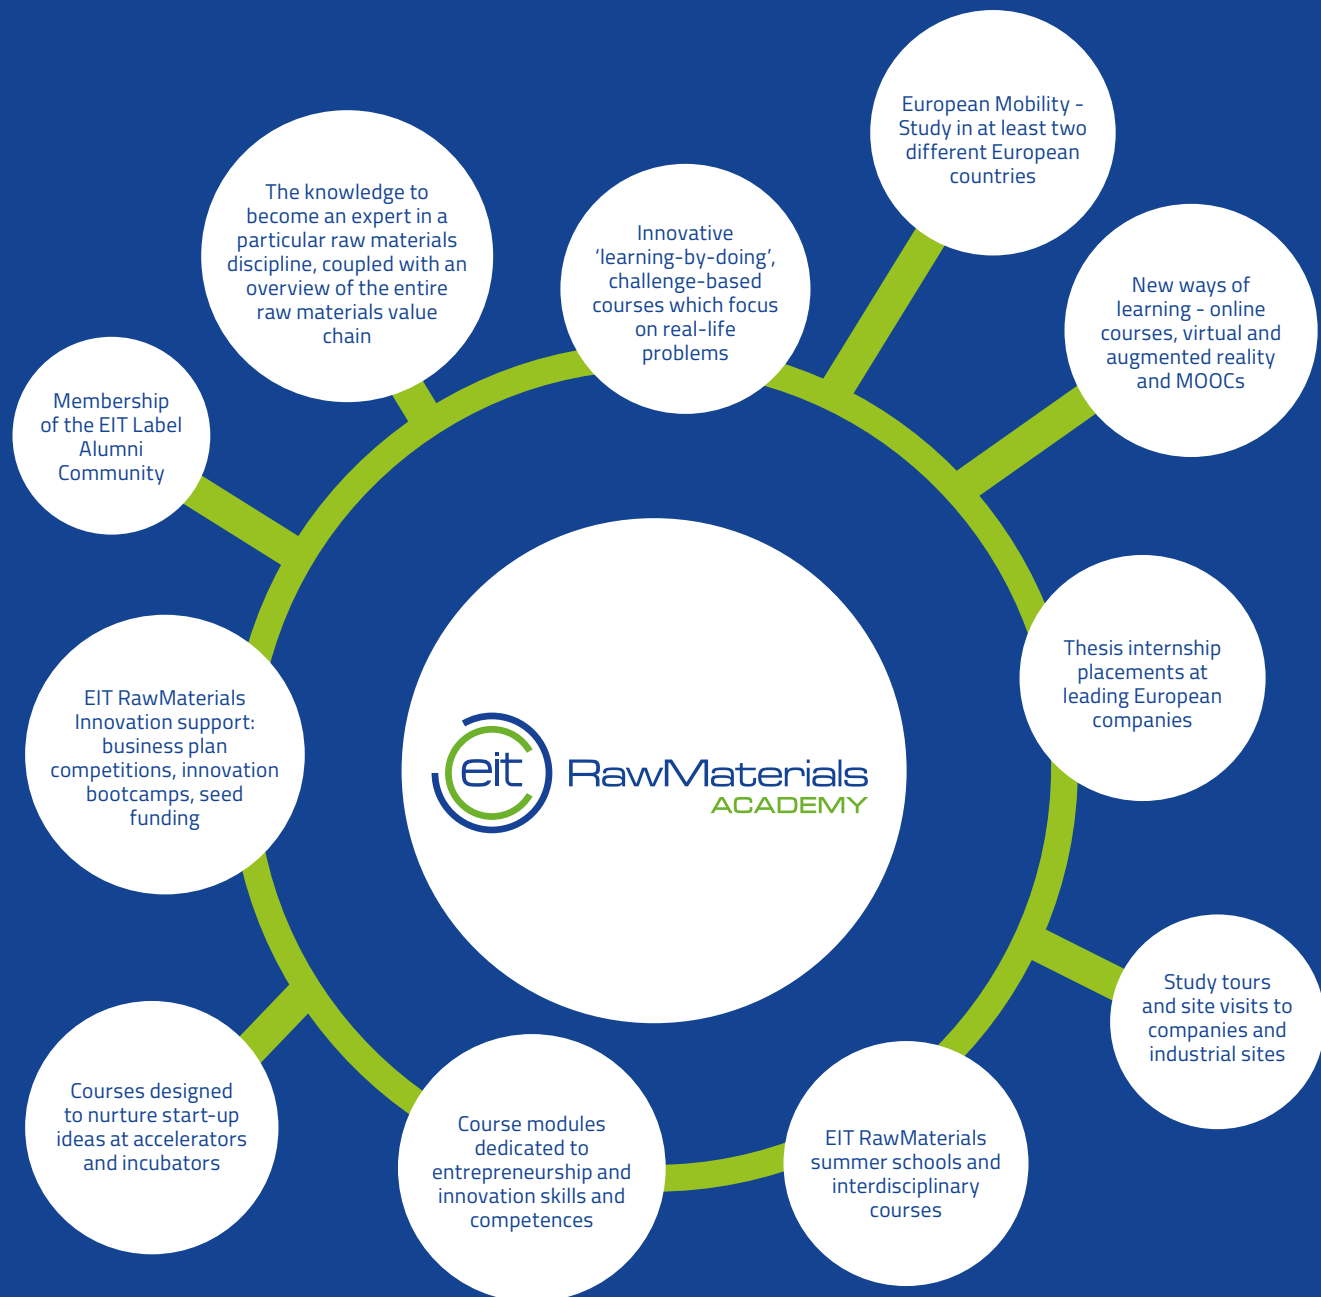 European Mobility -
Study in at least two
different European
countries
The knowledge to
become an expert in a
particular raw materials
discipline, coupled with an
overview of the entire
raw materials value
chain
Innovative
'learning-by-doing',
challenge-based
courses which focus
on real-life
problems
New ways of
learning - online
courses, virtual and
augmented reality
and MOOCs
Membership
of the EIT Label
Alumni
Community
Thesis internship
placements at
leading European
companies
EIT RawMaterials
Innovation support:
business plan
competitions, innovation
bootcamps, seed
funding
eit RawMaterials
ACADEMY
Study tours
and site visits to
companies and
industrial sites
Courses designed
to nurture start-up
ideas at accelerators
and incubators
Course modules
dedicated to
entrepreneurship and
innovation skills and
competences
EIT RawMaterials
summer schools and
interdisciplinary
courses